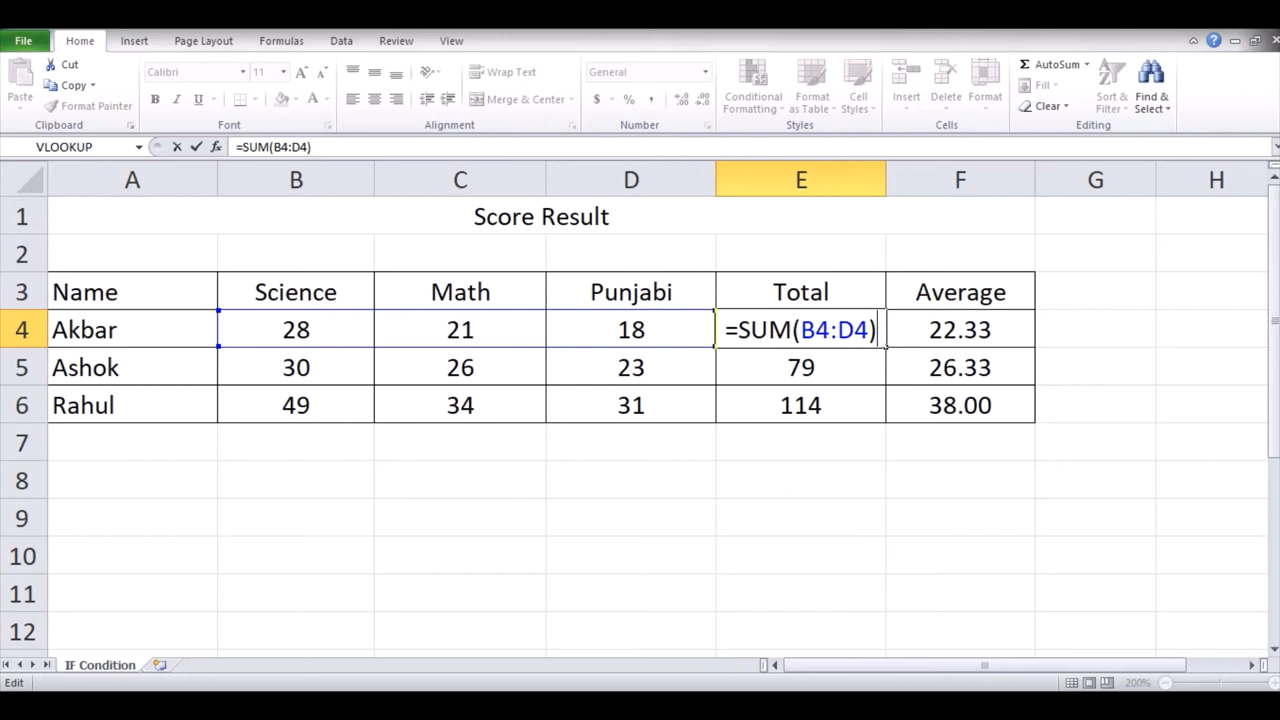 File Home Insert Page Layout Formulas Data Review View
Cut
Copy
Format Painter
Paste
Clipboard
Calibri 11
B I U
Font
Wrap Text
Merge & Center
Alignment
General
$ % ,
Number
Conditional Formatting
Format as Table
Cell Styles
Styles
Insert Delete Format
Cells
Σ AutoSum
Fill
Clear
Sort & Filter
Find & Select
Editing
VLOOKUP fx =SUM(B4:D4)
A B C D E F G H
1 Score Result
2
3 Name Science Math Punjabi Total Average
4 Akbar 28 21 18 =SUM(B4:D4) 22.33
5 Ashok 30 26 23 79 26.33
6 Rahul 49 34 31 114 38.00
7
8
9
10
11
12
IF Condition
Edit 200%